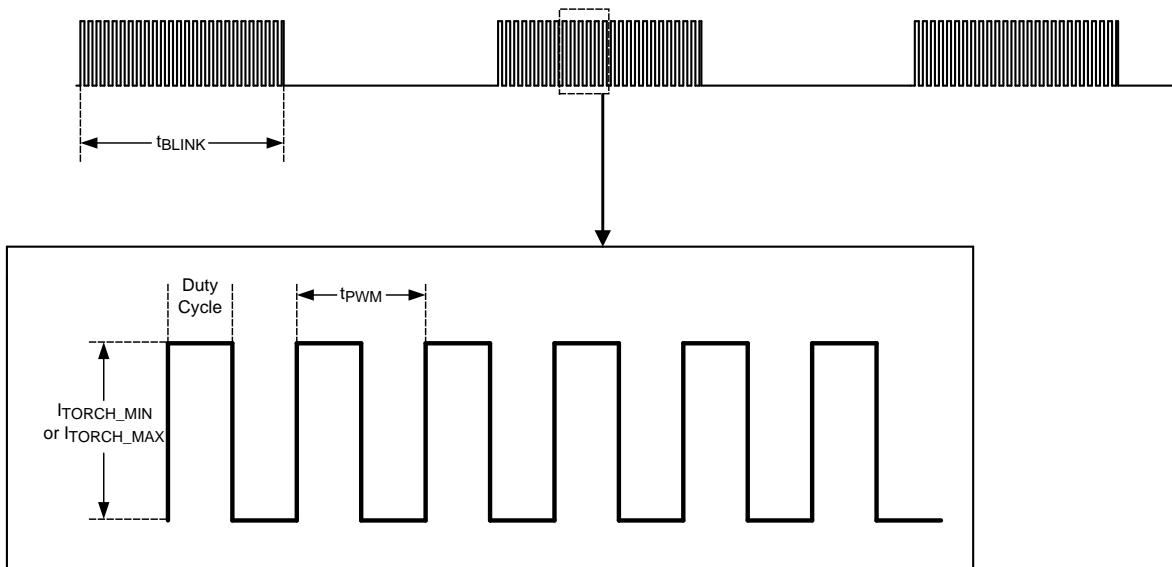 tBLINK
Duty
Cycle
tPWM
ITORCH_MIN
or ITORCH_MAX